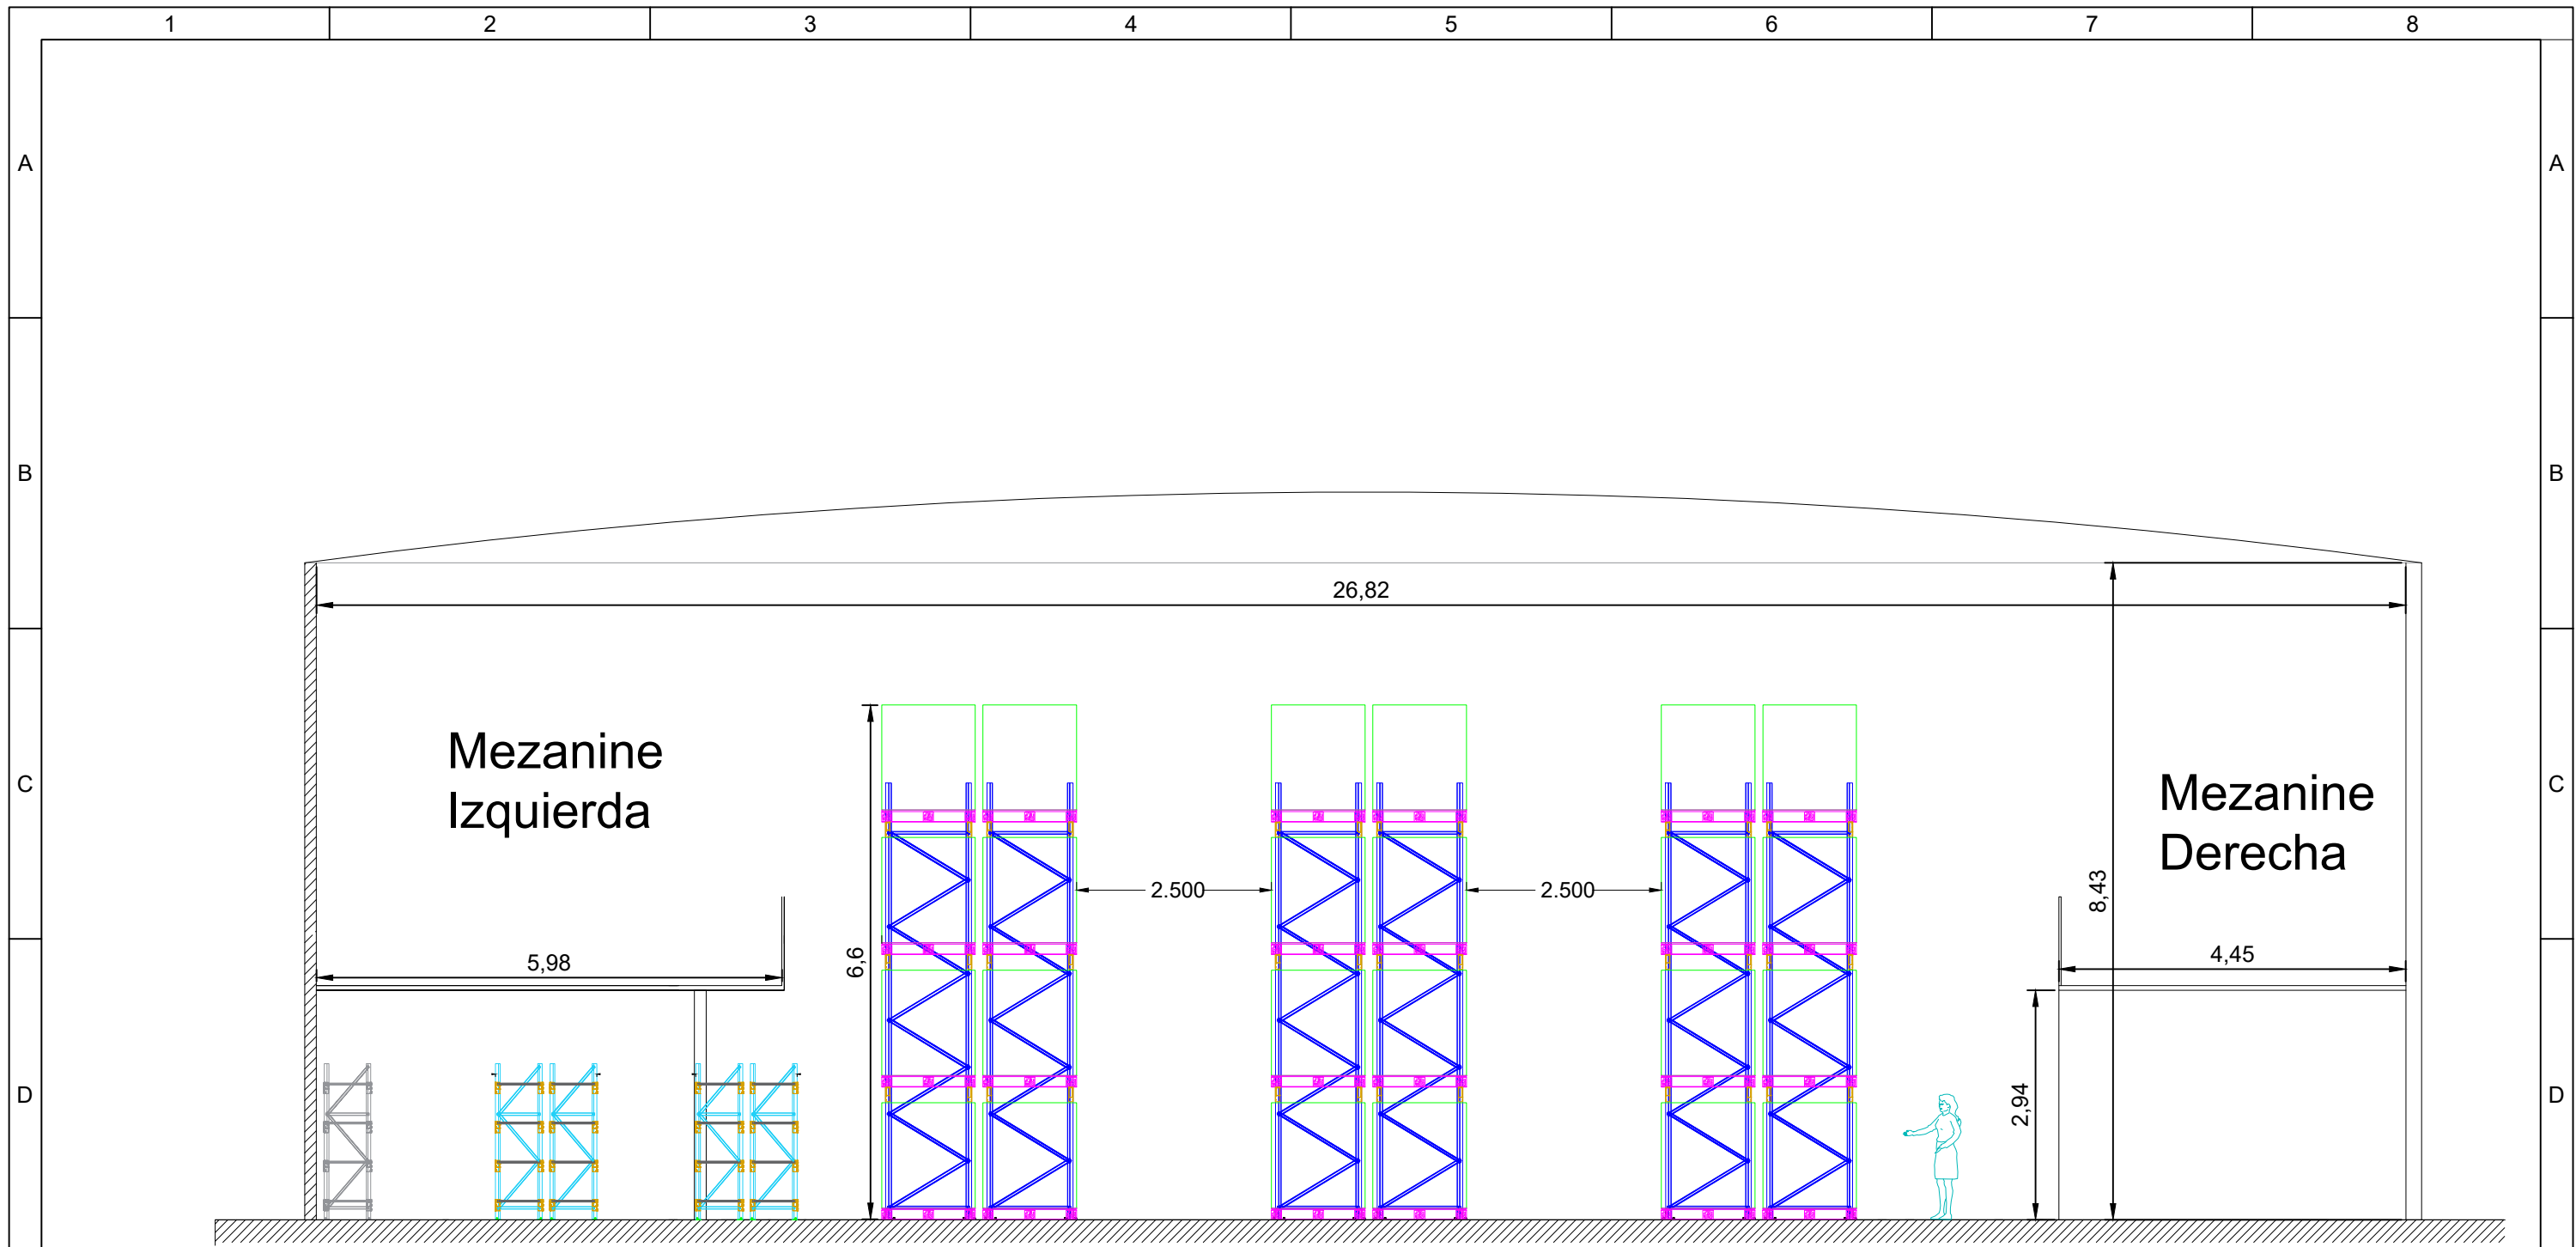 1 2 3 4 5 6 7 8
A A
B B
26,82
Mezanine
Izquierda
Mezanine
Derecha
C C
2.500 2.500
8,43
5,98
6,6
4,45
2,94
D D